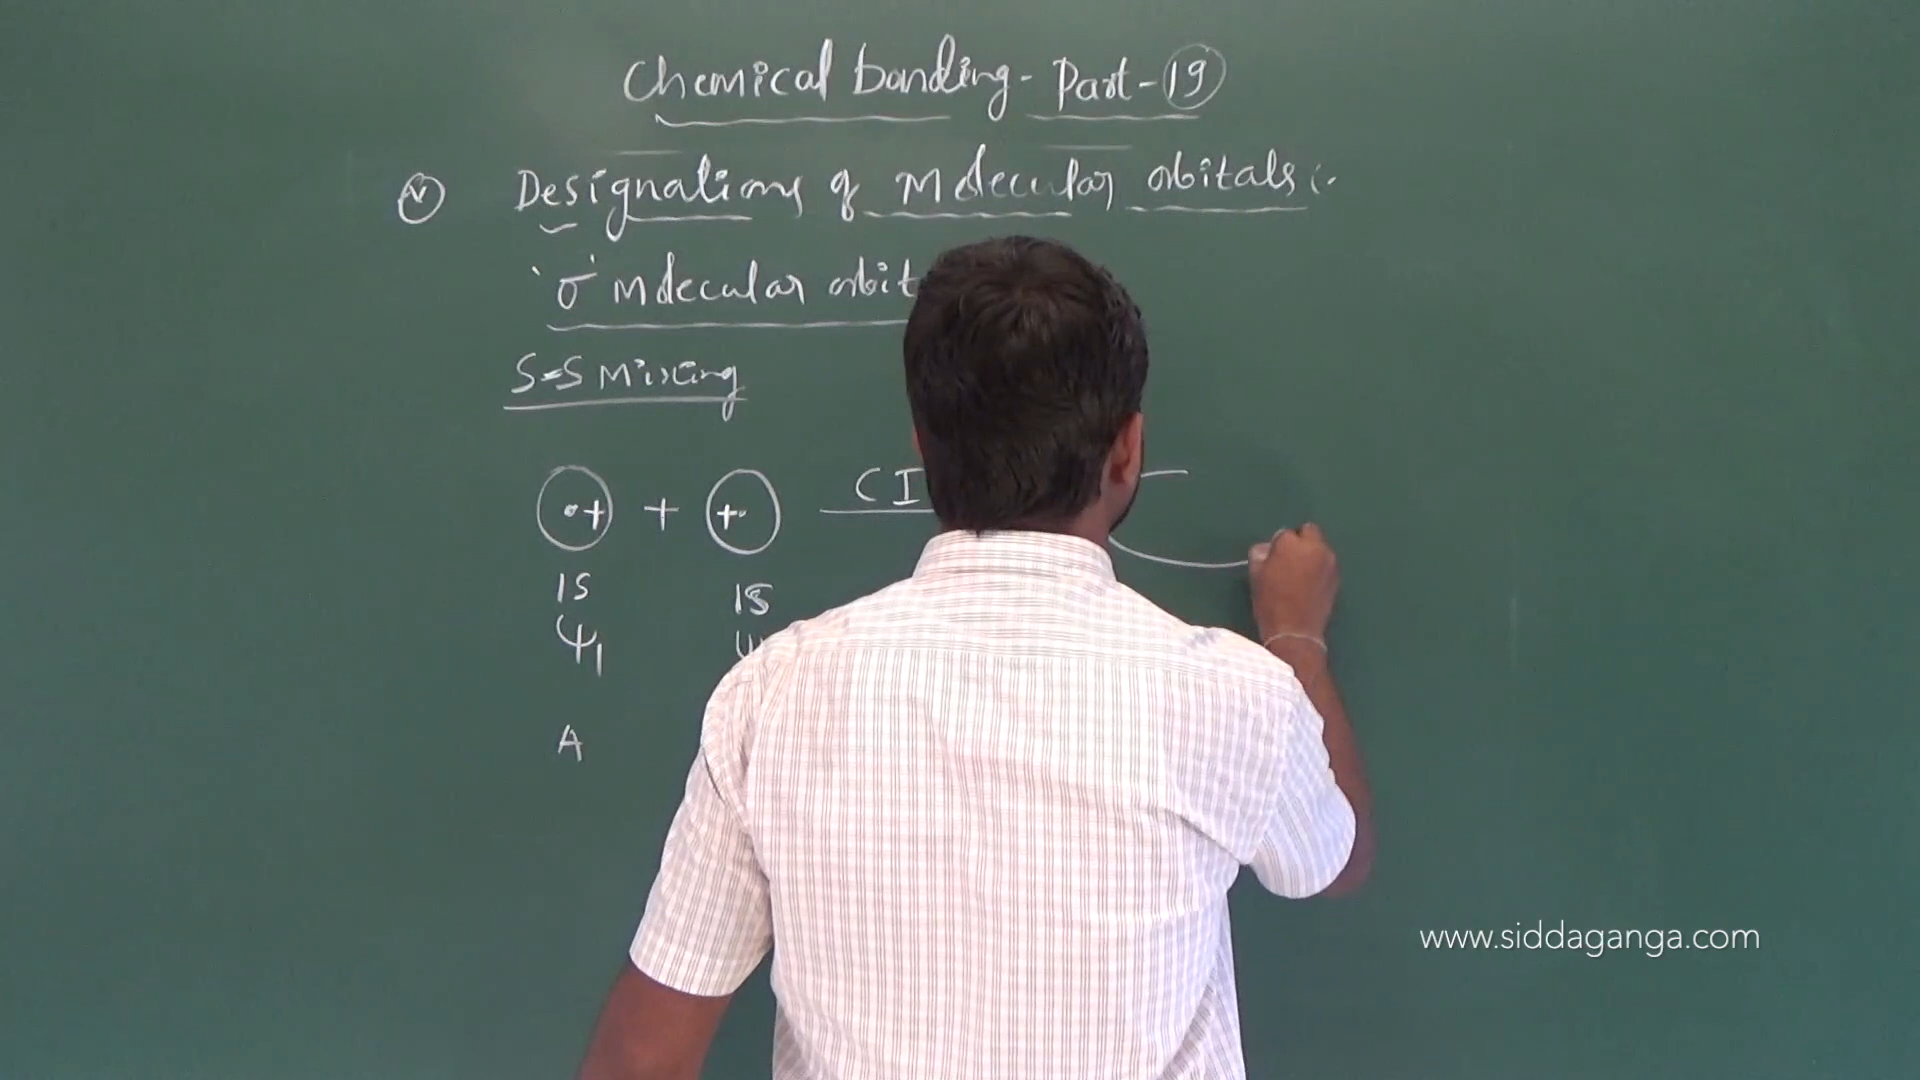 Chemical bonding - Part - 19
v Designations of Molecular orbitals :-
'σ' Molecular orbit
S-S Mixing
+ + + CI
1S 1S
Ψ1 Ψ
A
www.siddaganga.com